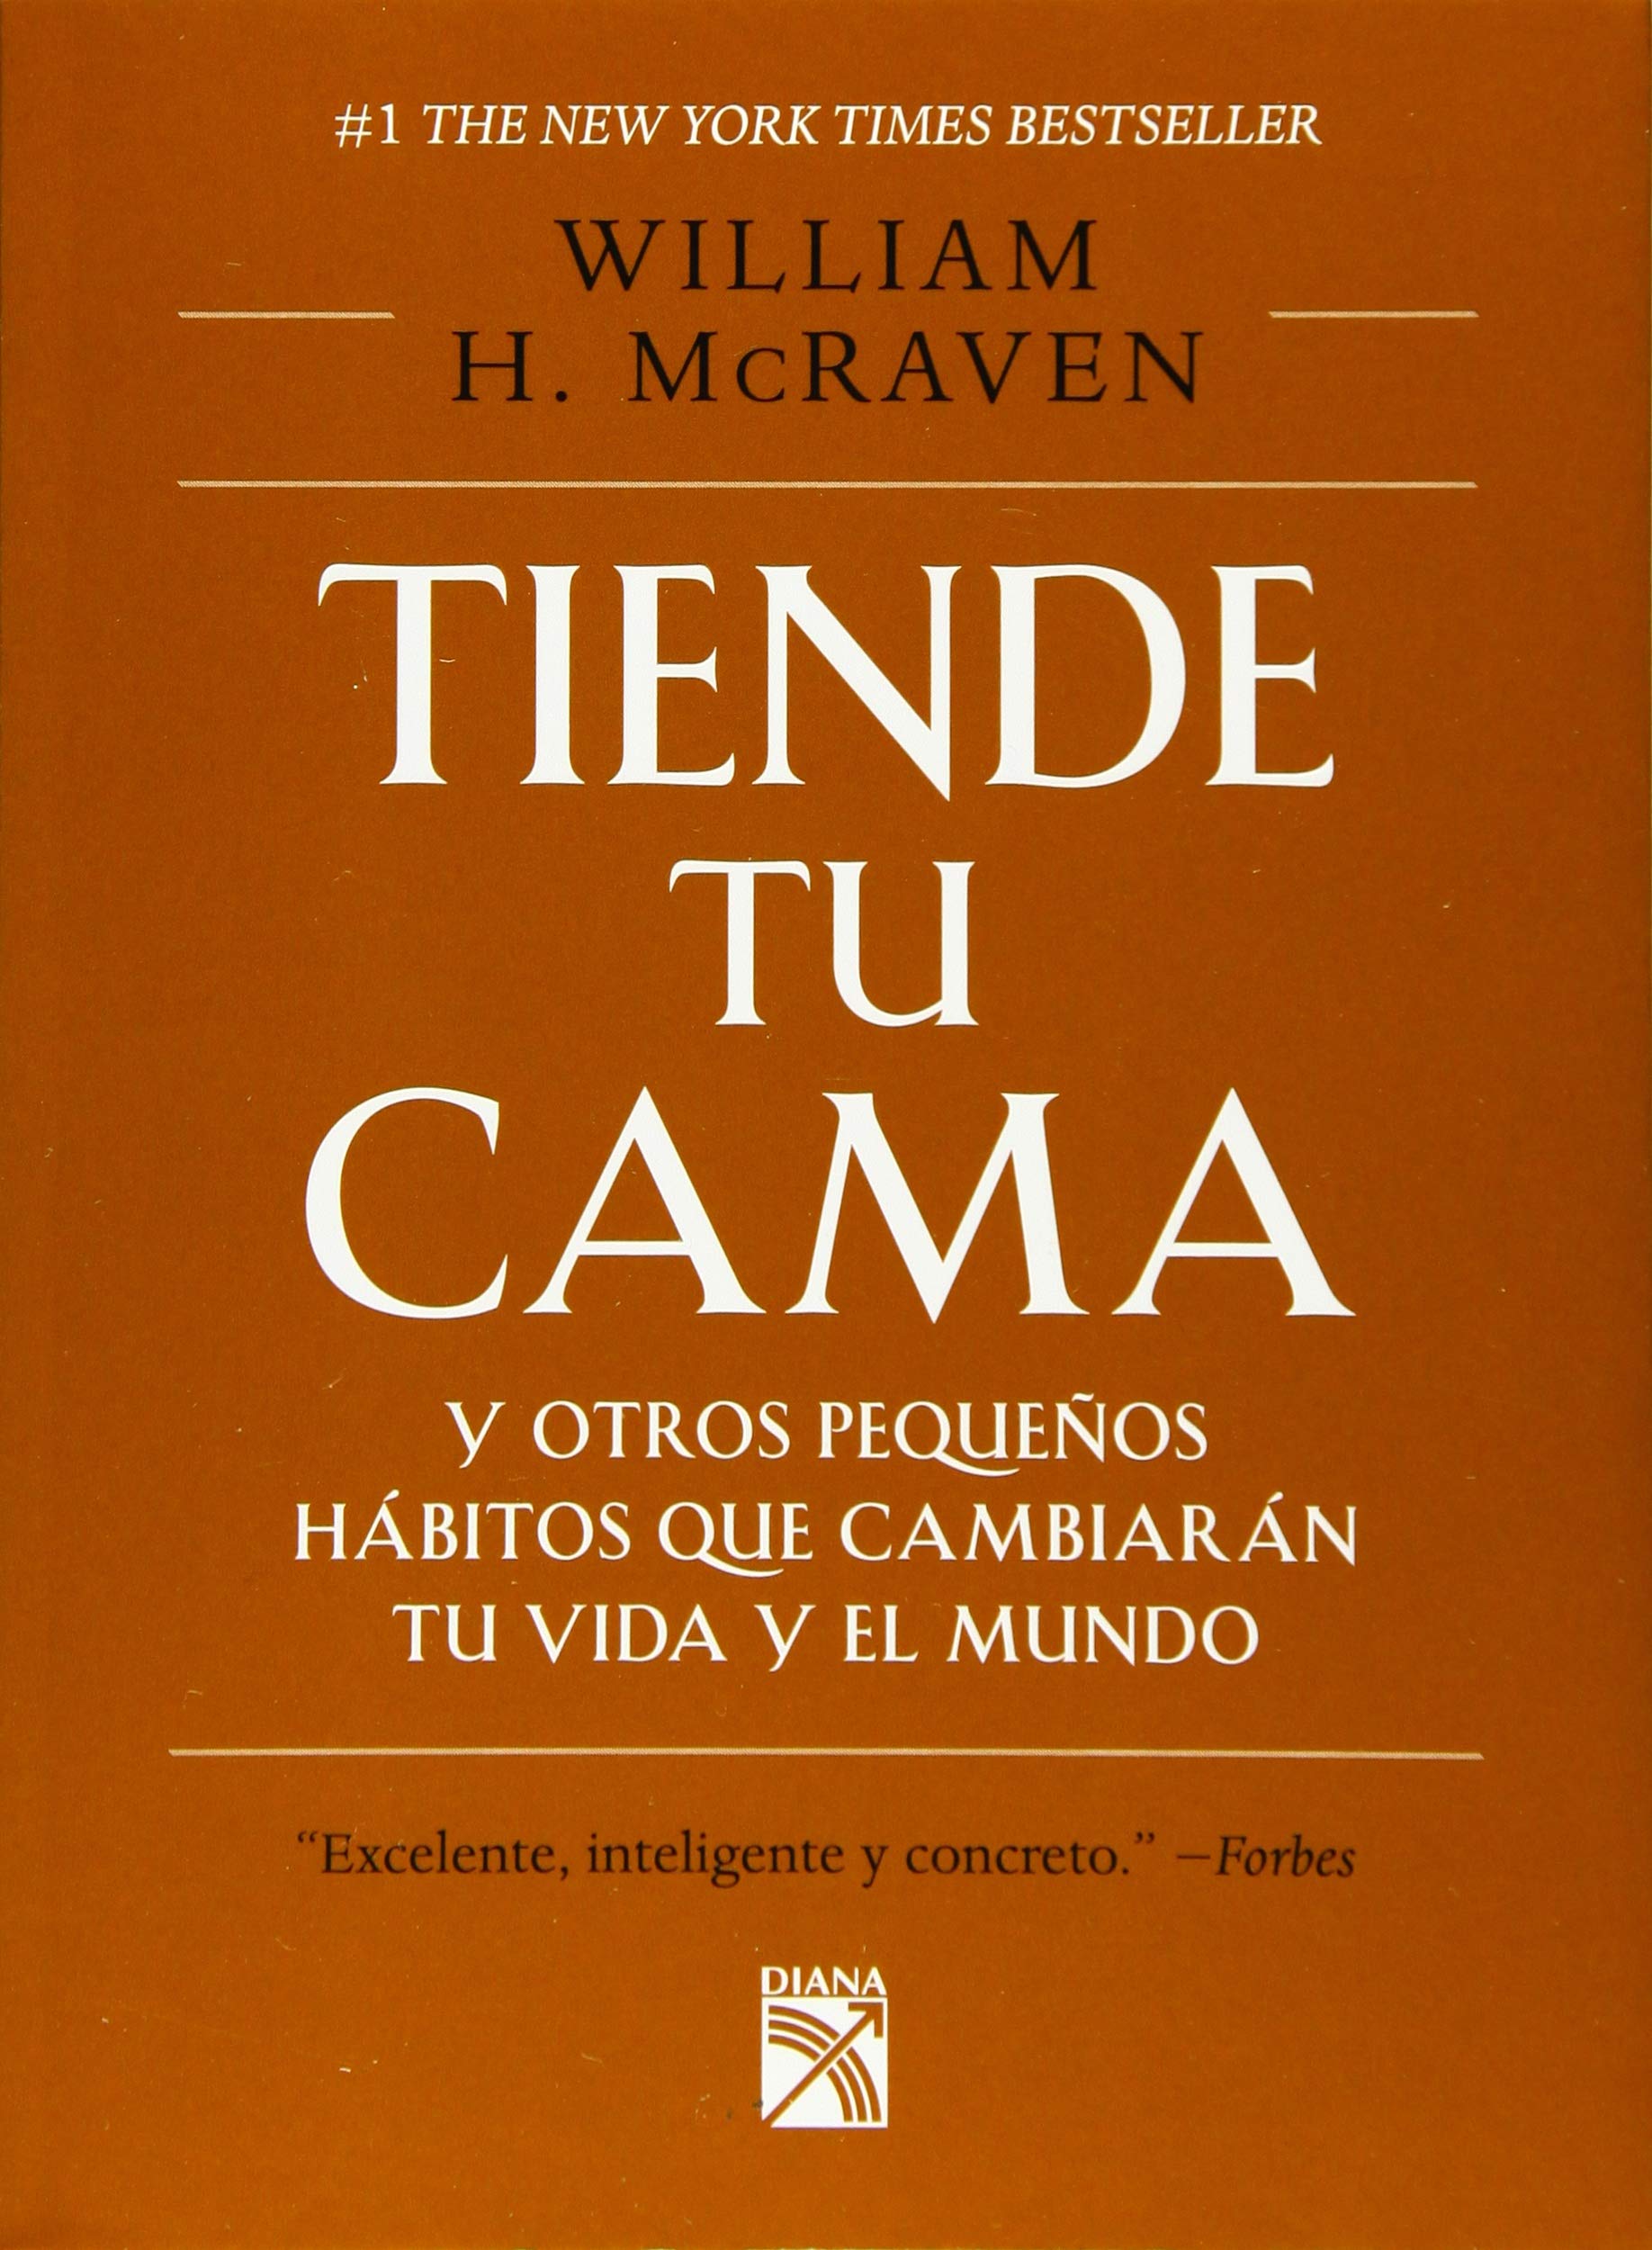 #1 THE NEW YORK TIMES BESTSELLER
WILLIAM
H. McRAVEN
TIENDE
TU
CAMA
Y OTROS PEQUEÑOS
HÁBITOS QUE CAMBIARÁN
TU VIDA Y EL MUNDO
“Excelente, inteligente y concreto.” —Forbes
DIANA